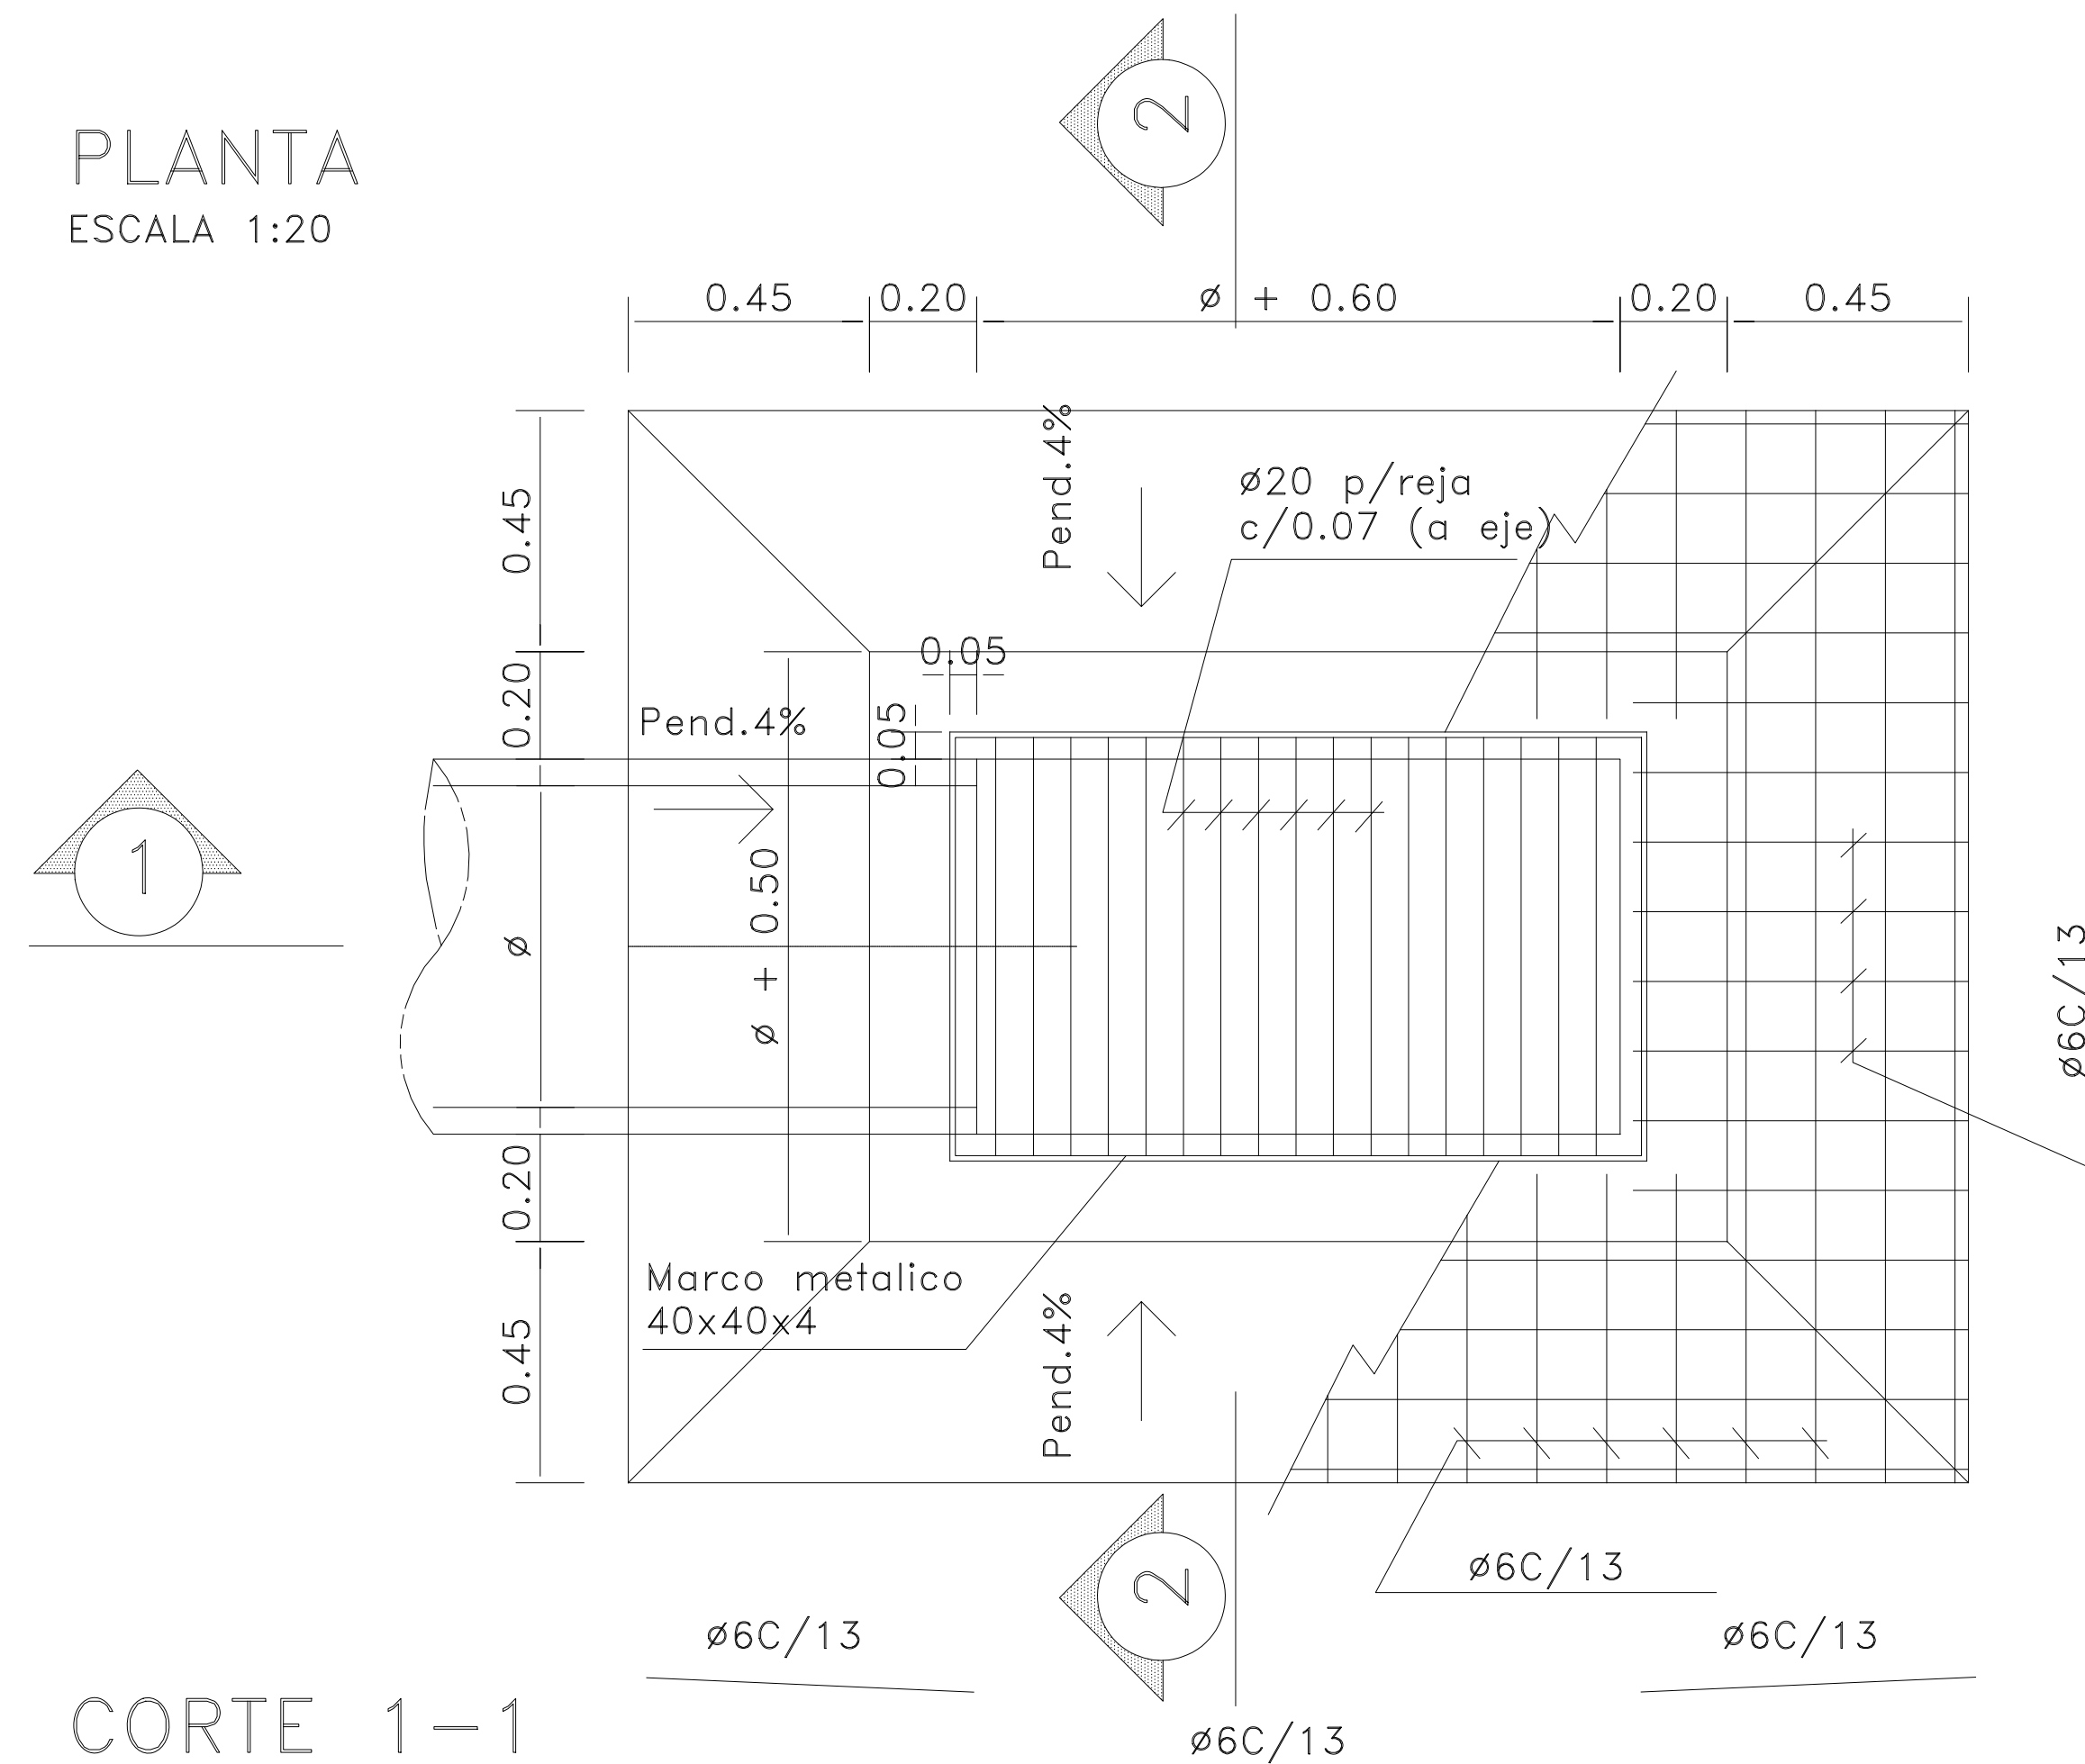 PLANTA
ESCALA 1:20
2
0.45
0.20
ø + 0.60
0.20
0.45
Pend.4%
ø20 p/reja
c/0.07 (a eje)
0.45
0.05
0.20
Pend.4%
0.05
1
ø
ø + 0.50
ø6C/13
0.20
Marco metalico
40x40x4
0.45
Pend.4%
ø6C/13
2
ø6C/13
ø6C/13
CORTE 1-1
ø6C/13